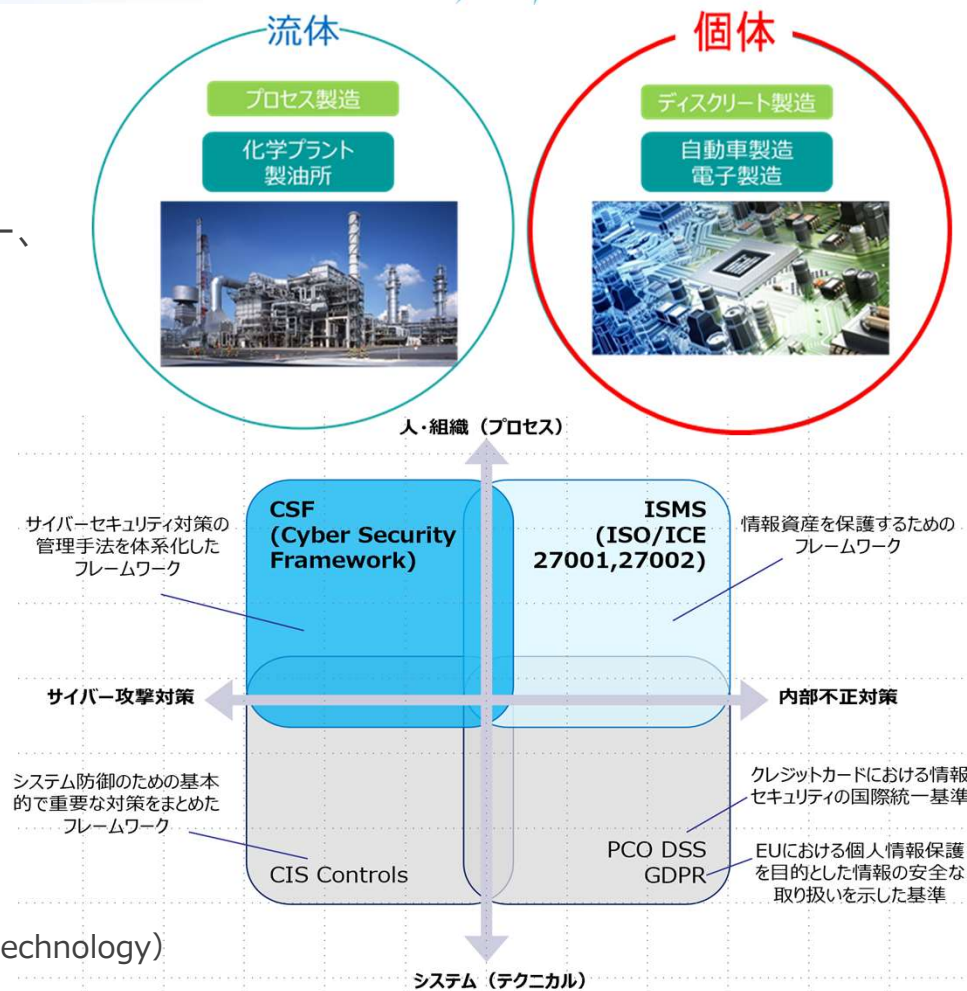 流体
個体
プロセス製造
ディスクリート製造
化学プラント
製油所
自動車製造
電子製造
ー、
人・組織（プロセス）
CSF
(Cyber Security
Framework)
ISMS
(ISO/ICE
27001,27002)
サイバーセキュリティ対策の
管理手法を体系化した
フレームワーク
情報資産を保護するための
フレームワーク
サイバー攻撃対策
内部不正対策
システム防御のための基本
的で重要な対策をまとめた
フレームワーク
クレジットカードにおける情報
セキュリティの国際統一基準
CIS Controls
PCO DSS
GDPR
EUにおける個人情報保護
を目的とした情報の安全な
取り扱いを示した基準
echnology）
システム（テクニカル）